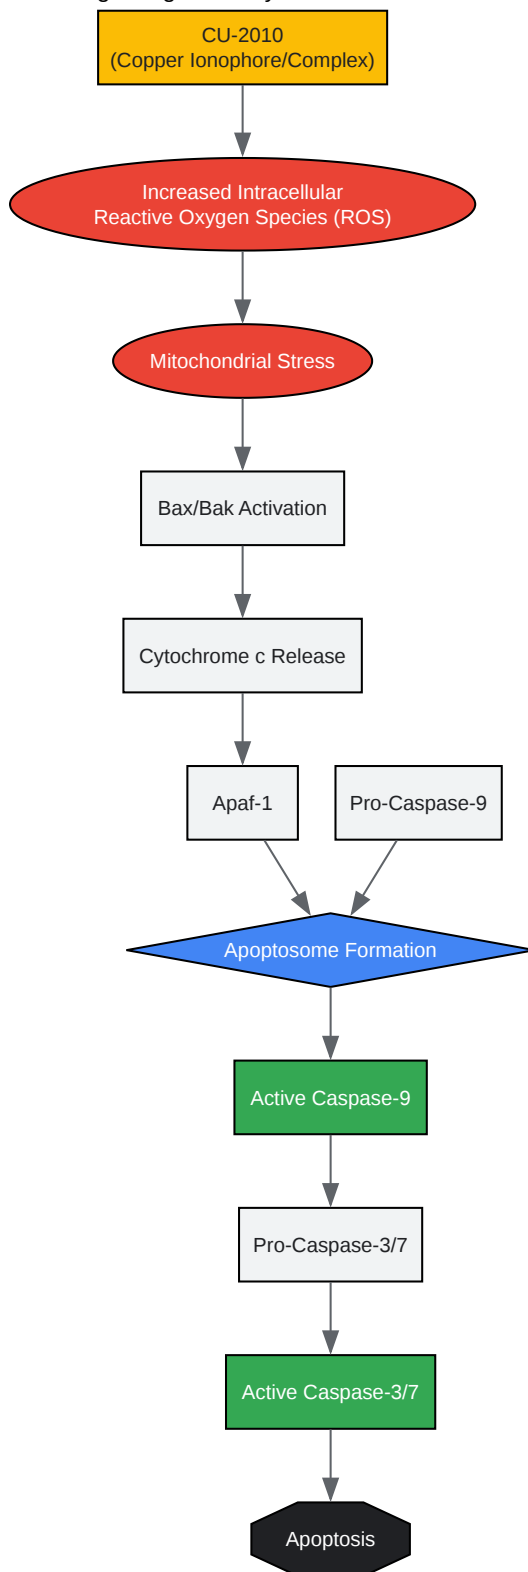 CU-2010
(Copper Ionophore/Complex)
Increased Intracellular
Reactive Oxygen Species (ROS)
Mitochondrial Stress
Bax/Bak Activation
Cytochrome c Release
Apaf-1
Pro-Caspase-9
Apoptosome Formation
Active Caspase-9
Pro-Caspase-3/7
Active Caspase-3/7
Apoptosis